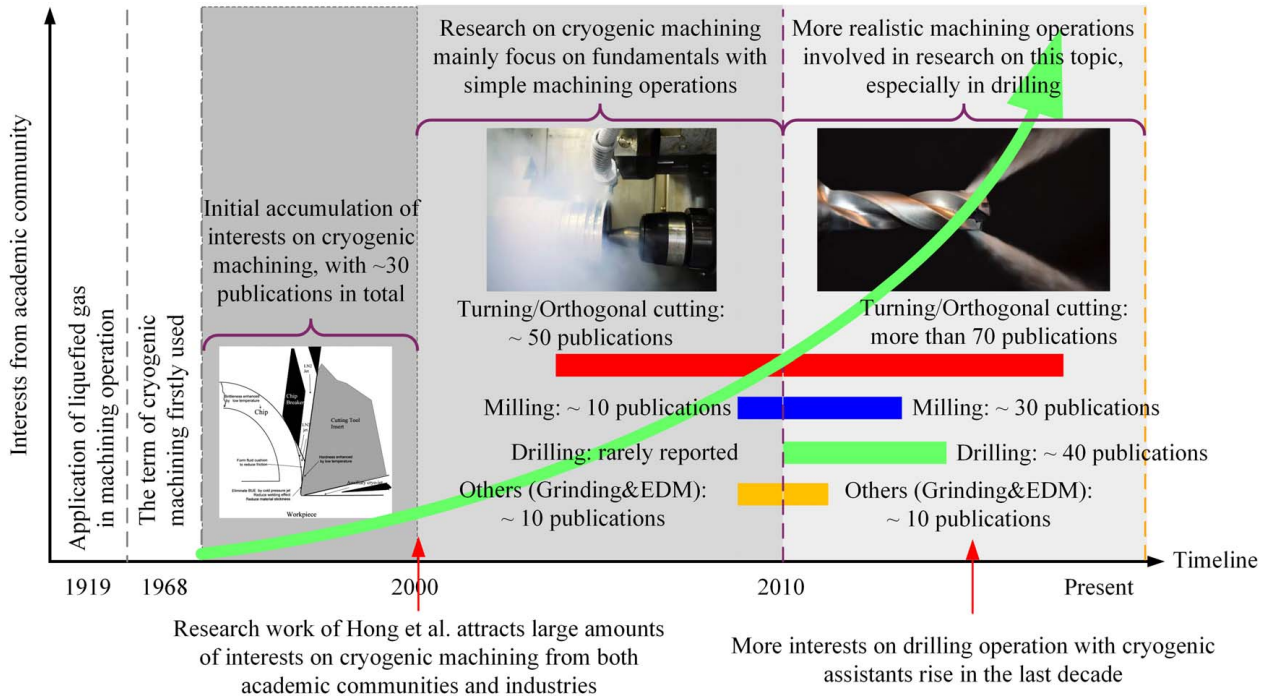 Interests from academic community
Application of liquefied gas
in machining operation
The term of cryogenic
machining firstly used
Initial accumulation of
interests on cryogenic
machining, with ~30
publications in total
Chip
Chip
Breaker
Cutting Tool
Insert
Workpiece
Research on cryogenic machining
mainly focus on fundamentals with
simple machining operations
More realistic machining operations
involved in research on this topic,
especially in drilling
Turning/Orthogonal cutting:
~ 50 publications
Turning/Orthogonal cutting:
more than 70 publications
Milling: ~ 10 publications
Milling: ~ 30 publications
Drilling: rarely reported
Drilling: ~ 40 publications
Others (Grinding&EDM):
~ 10 publications
Others (Grinding&EDM):
~ 10 publications
Timeline
1919
1968
2000
2010
Present
Research work of Hong et al. attracts large amounts
of interests on cryogenic machining from both
academic communities and industries
More interests on drilling operation with cryogenic
assistants rise in the last decade